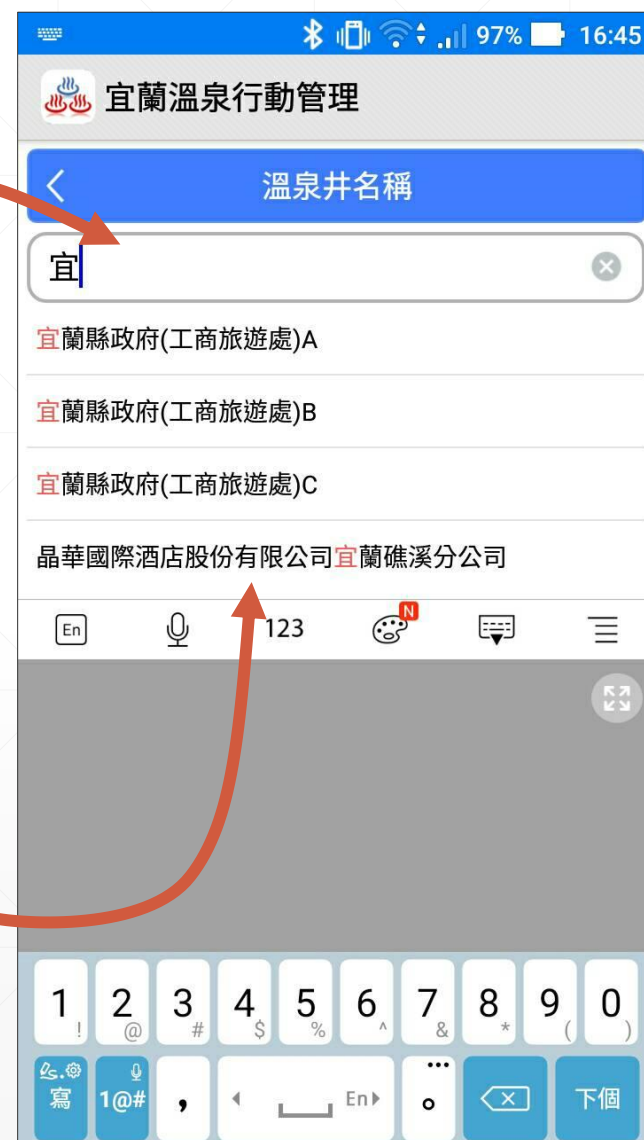 97% 16:45
宜蘭溫泉行動管理
溫泉井名稱
宜
宜蘭縣政府(工商旅遊處)A
宜蘭縣政府(工商旅遊處)B
宜蘭縣政府(工商旅遊處)C
晶華國際酒店股份有限公司宜蘭礁溪分公司
En 123 N
1 2 3 4 5 6 7 8 9 0
! @ # $ % ^ & * ( )
寫 1@# , En 。 下個